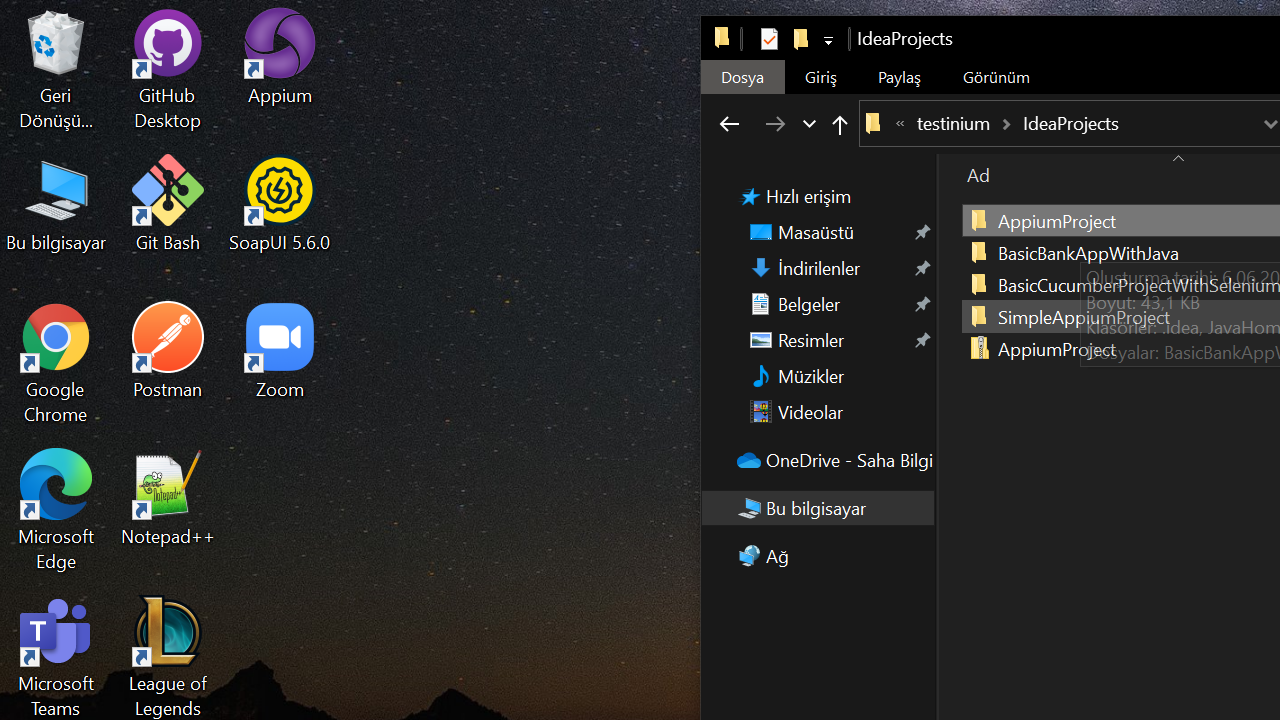 Geri
Dönüşü...
GitHub
Desktop
Appium
Bu bilgisayar
Git Bash
SoapUI 5.6.0
Google
Chrome
Postman
Zoom
Microsoft
Edge
Notepad++
Microsoft
Teams
League of
Legends
IdeaProjects
Dosya
Giriş
Paylaş
Görünüm
« testinium > IdeaProjects
Hızlı erişim
Masaüstü
İndirilenler
Belgeler
Resimler
Müzikler
Videolar
OneDrive - Saha Bilgi
Bu bilgisayar
Ağ
Ad
AppiumProject
BasicBankAppWithJava
BasicCucumberProjectWithSelenium
SimpleAppiumProject
AppiumProject
Oluşturma tarihi: 6.06.20
Boyut: 43,1 KB
Klasörler: .idea, JavaHom
Dosyalar: BasicBankAppW